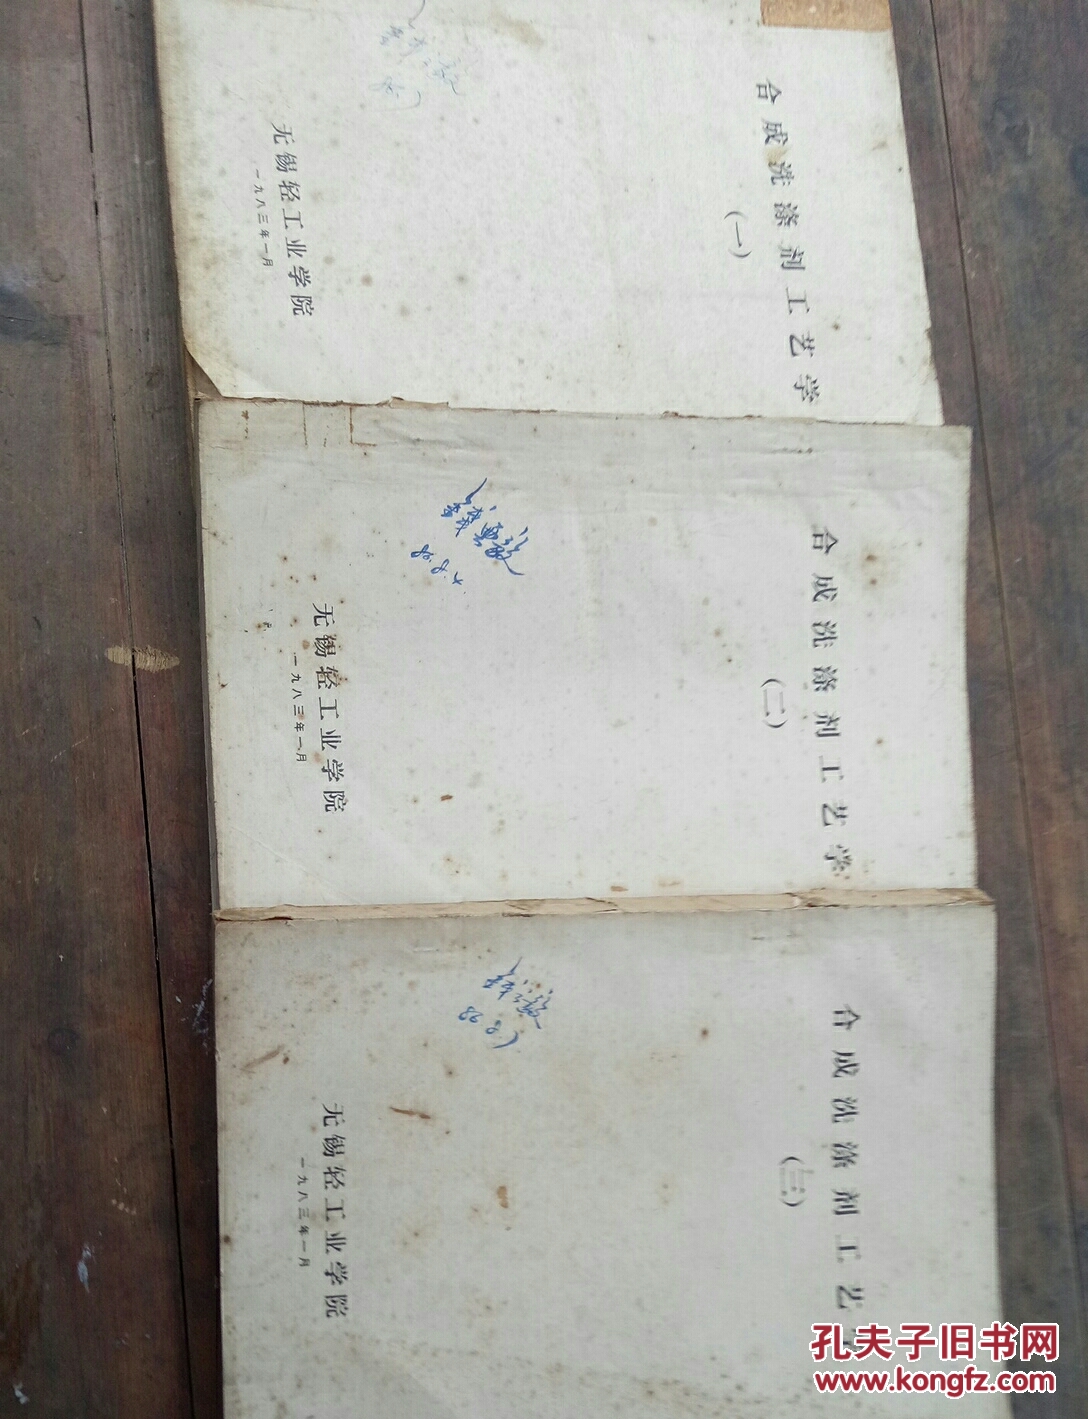 合成洗涤剂工艺学
(一)
无锡轻工业学院
一九八三年一月
合成洗涤剂工艺学
(二)
无锡轻工业学院
一九八三年一月
合成洗涤剂工艺学
(三)
无锡轻工业学院
一九八三年一月
孔夫子旧书网
www.kongfz.com